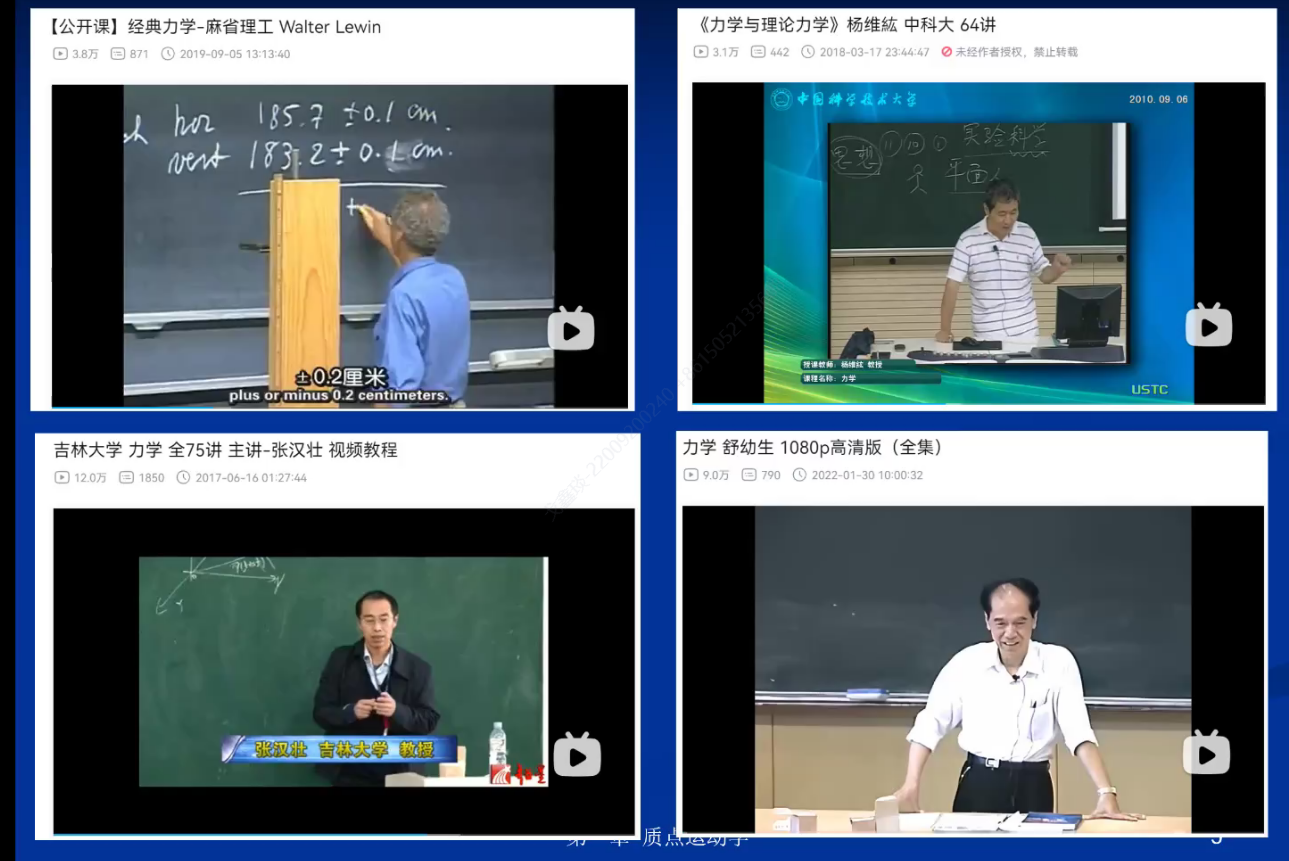 【公开课】经典力学-麻省理工 Walter Lewin
3.8万 871 2019-09-05 13:13:40
hor 185.7 ±0.1 cm.
vert 183.2 ± 0.1 cm.
±0.2厘米
plus or minus 0.2 centimeters.
《力学与理论力学》杨维紘 中科大 64讲
3.1万 442 2018-03-17 23:44:47 未经作者授权，禁止转载
中国科学技术大学
2010.09.06
思想 实验科学
平面
授课教师：杨维紘 教授
课程名称：力学
USTC
吉林大学 力学 全75讲 主讲-张汉壮 视频教程
12.0万 1850 2017-06-16 01:27:44
张汉壮 吉林大学 教授
力学 舒幼生 1080p高清版（全集）
9.0万 790 2022-01-30 10:00:32
质点运动学